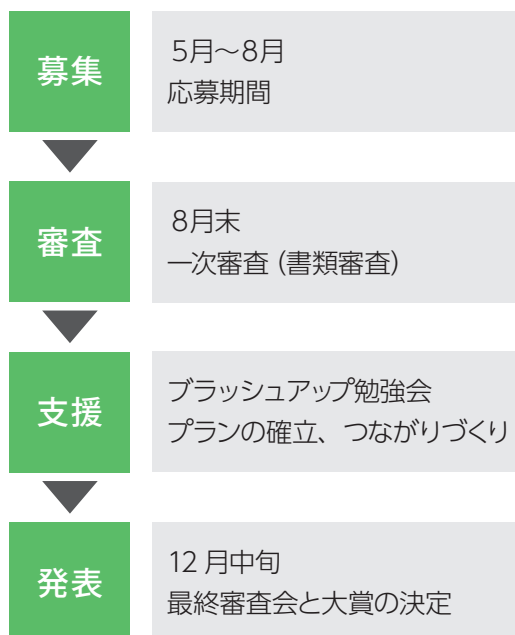 募集
5月～8月
応募期間
審査
8月末
一次審査（書類審査）
支援
ブラッシュアップ勉強会
プランの確立、つながりづくり
発表
12月中旬
最終審査会と大賞の決定